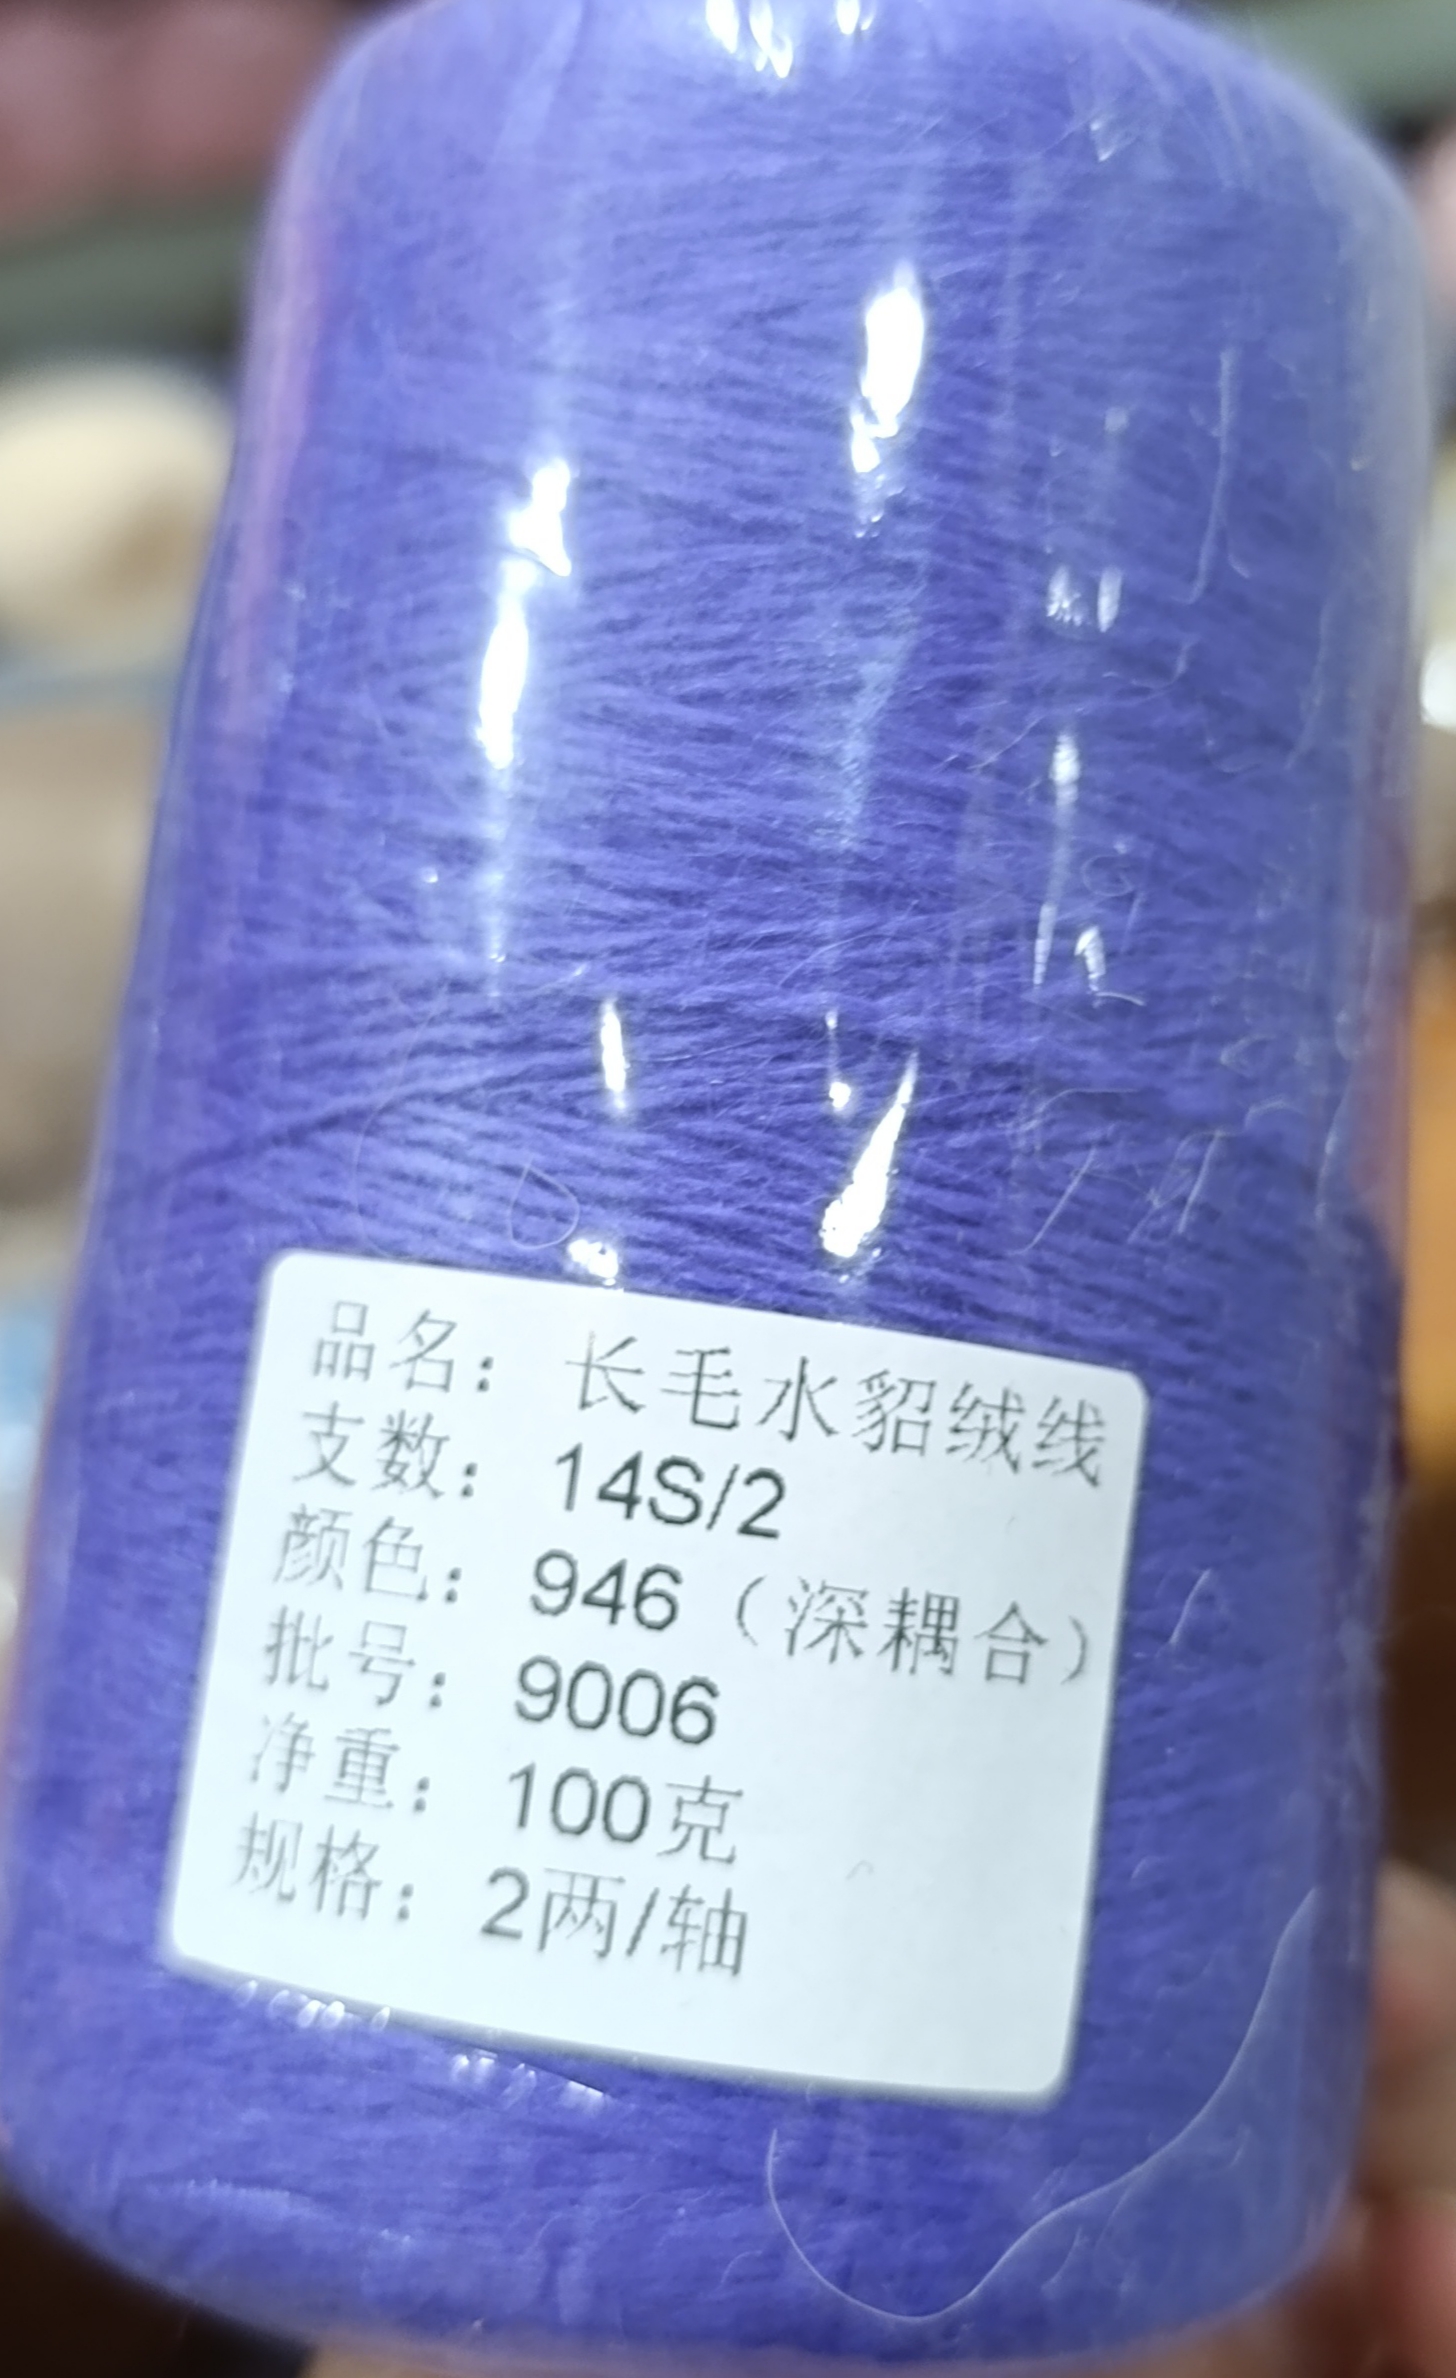 品名：长毛水貂绒线
支数：14S/2
颜色：946（深耦合）
批号：9006
净重：100克
规格：2两/轴